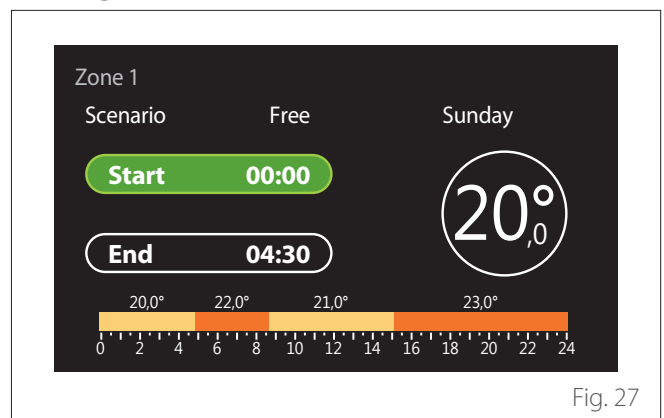 Zone 1
Scenario Free Sunday
Start 00:00
20°,0
End 04:30
20,0° 22,0° 21,0° 23,0°
0 2 4 6 8 10 12 14 16 18 20 22 24
Fig. 27